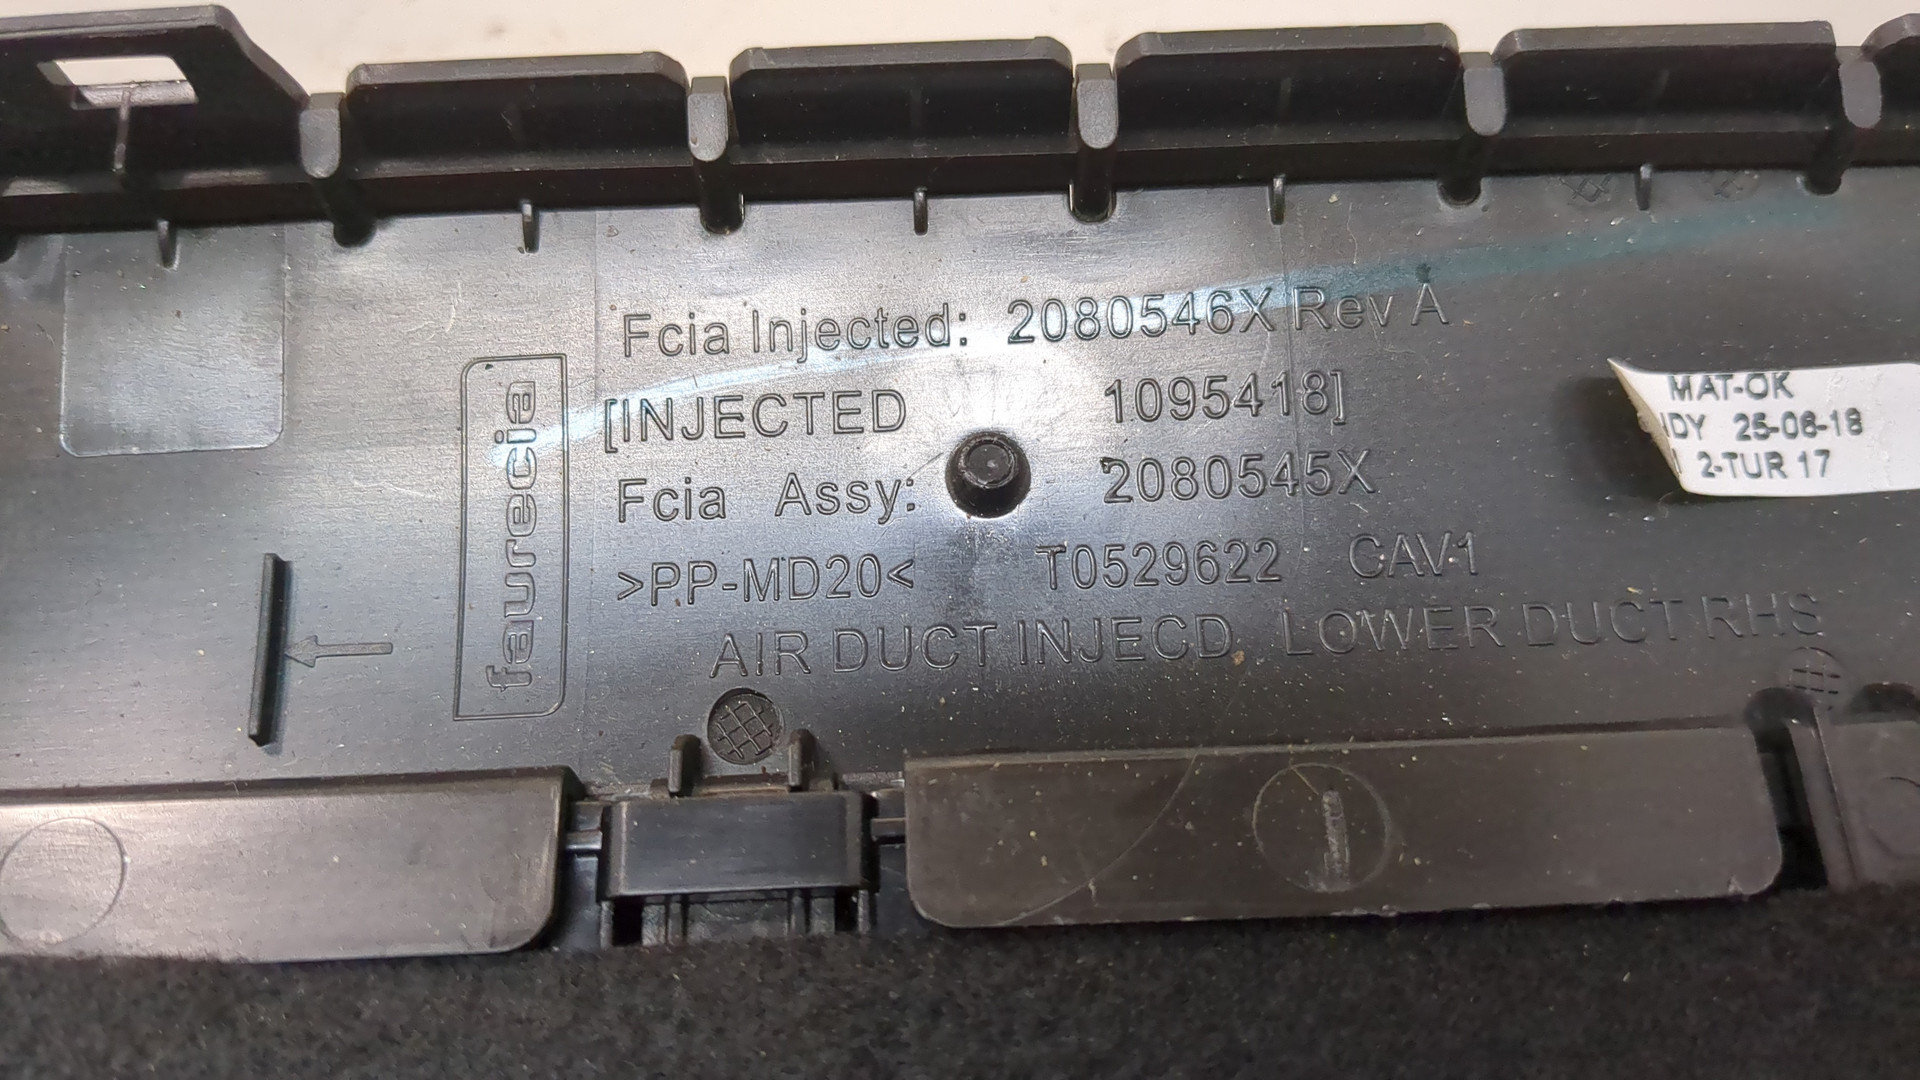 faurecia
Fcia Injected: 2080546X Rev A
[INJECTED 1095418]
Fcia Assy: 2080545X
>PP-MD20< T0529622 CAV1
AIR DUCT INJECD LOWER DUCT RHS
MAT-OK
DY 25-06-18
2-TUR 17